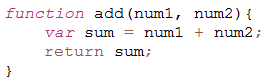 function add(num1, num2){
    var sum = num1 + num2;
    return sum;
}